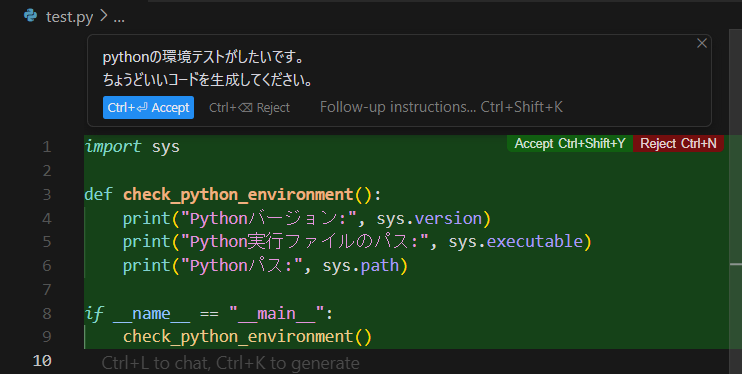 test.py > ...
pythonの環境テストがしたいです。
ちょうどいいコードを生成してください。
Ctrl+⏎ Accept Ctrl+⌫ Reject Follow-up instructions... Ctrl+Shift+K
Accept Ctrl+Shift+Y Reject Ctrl+N
1 import sys
2
3 def check_python_environment():
4     print("Pythonバージョン:", sys.version)
5     print("Python実行ファイルのパス:", sys.executable)
6     print("Pythonパス:", sys.path)
7
8 if __name__ == "__main__":
9     check_python_environment()
10 Ctrl+L to chat, Ctrl+K to generate